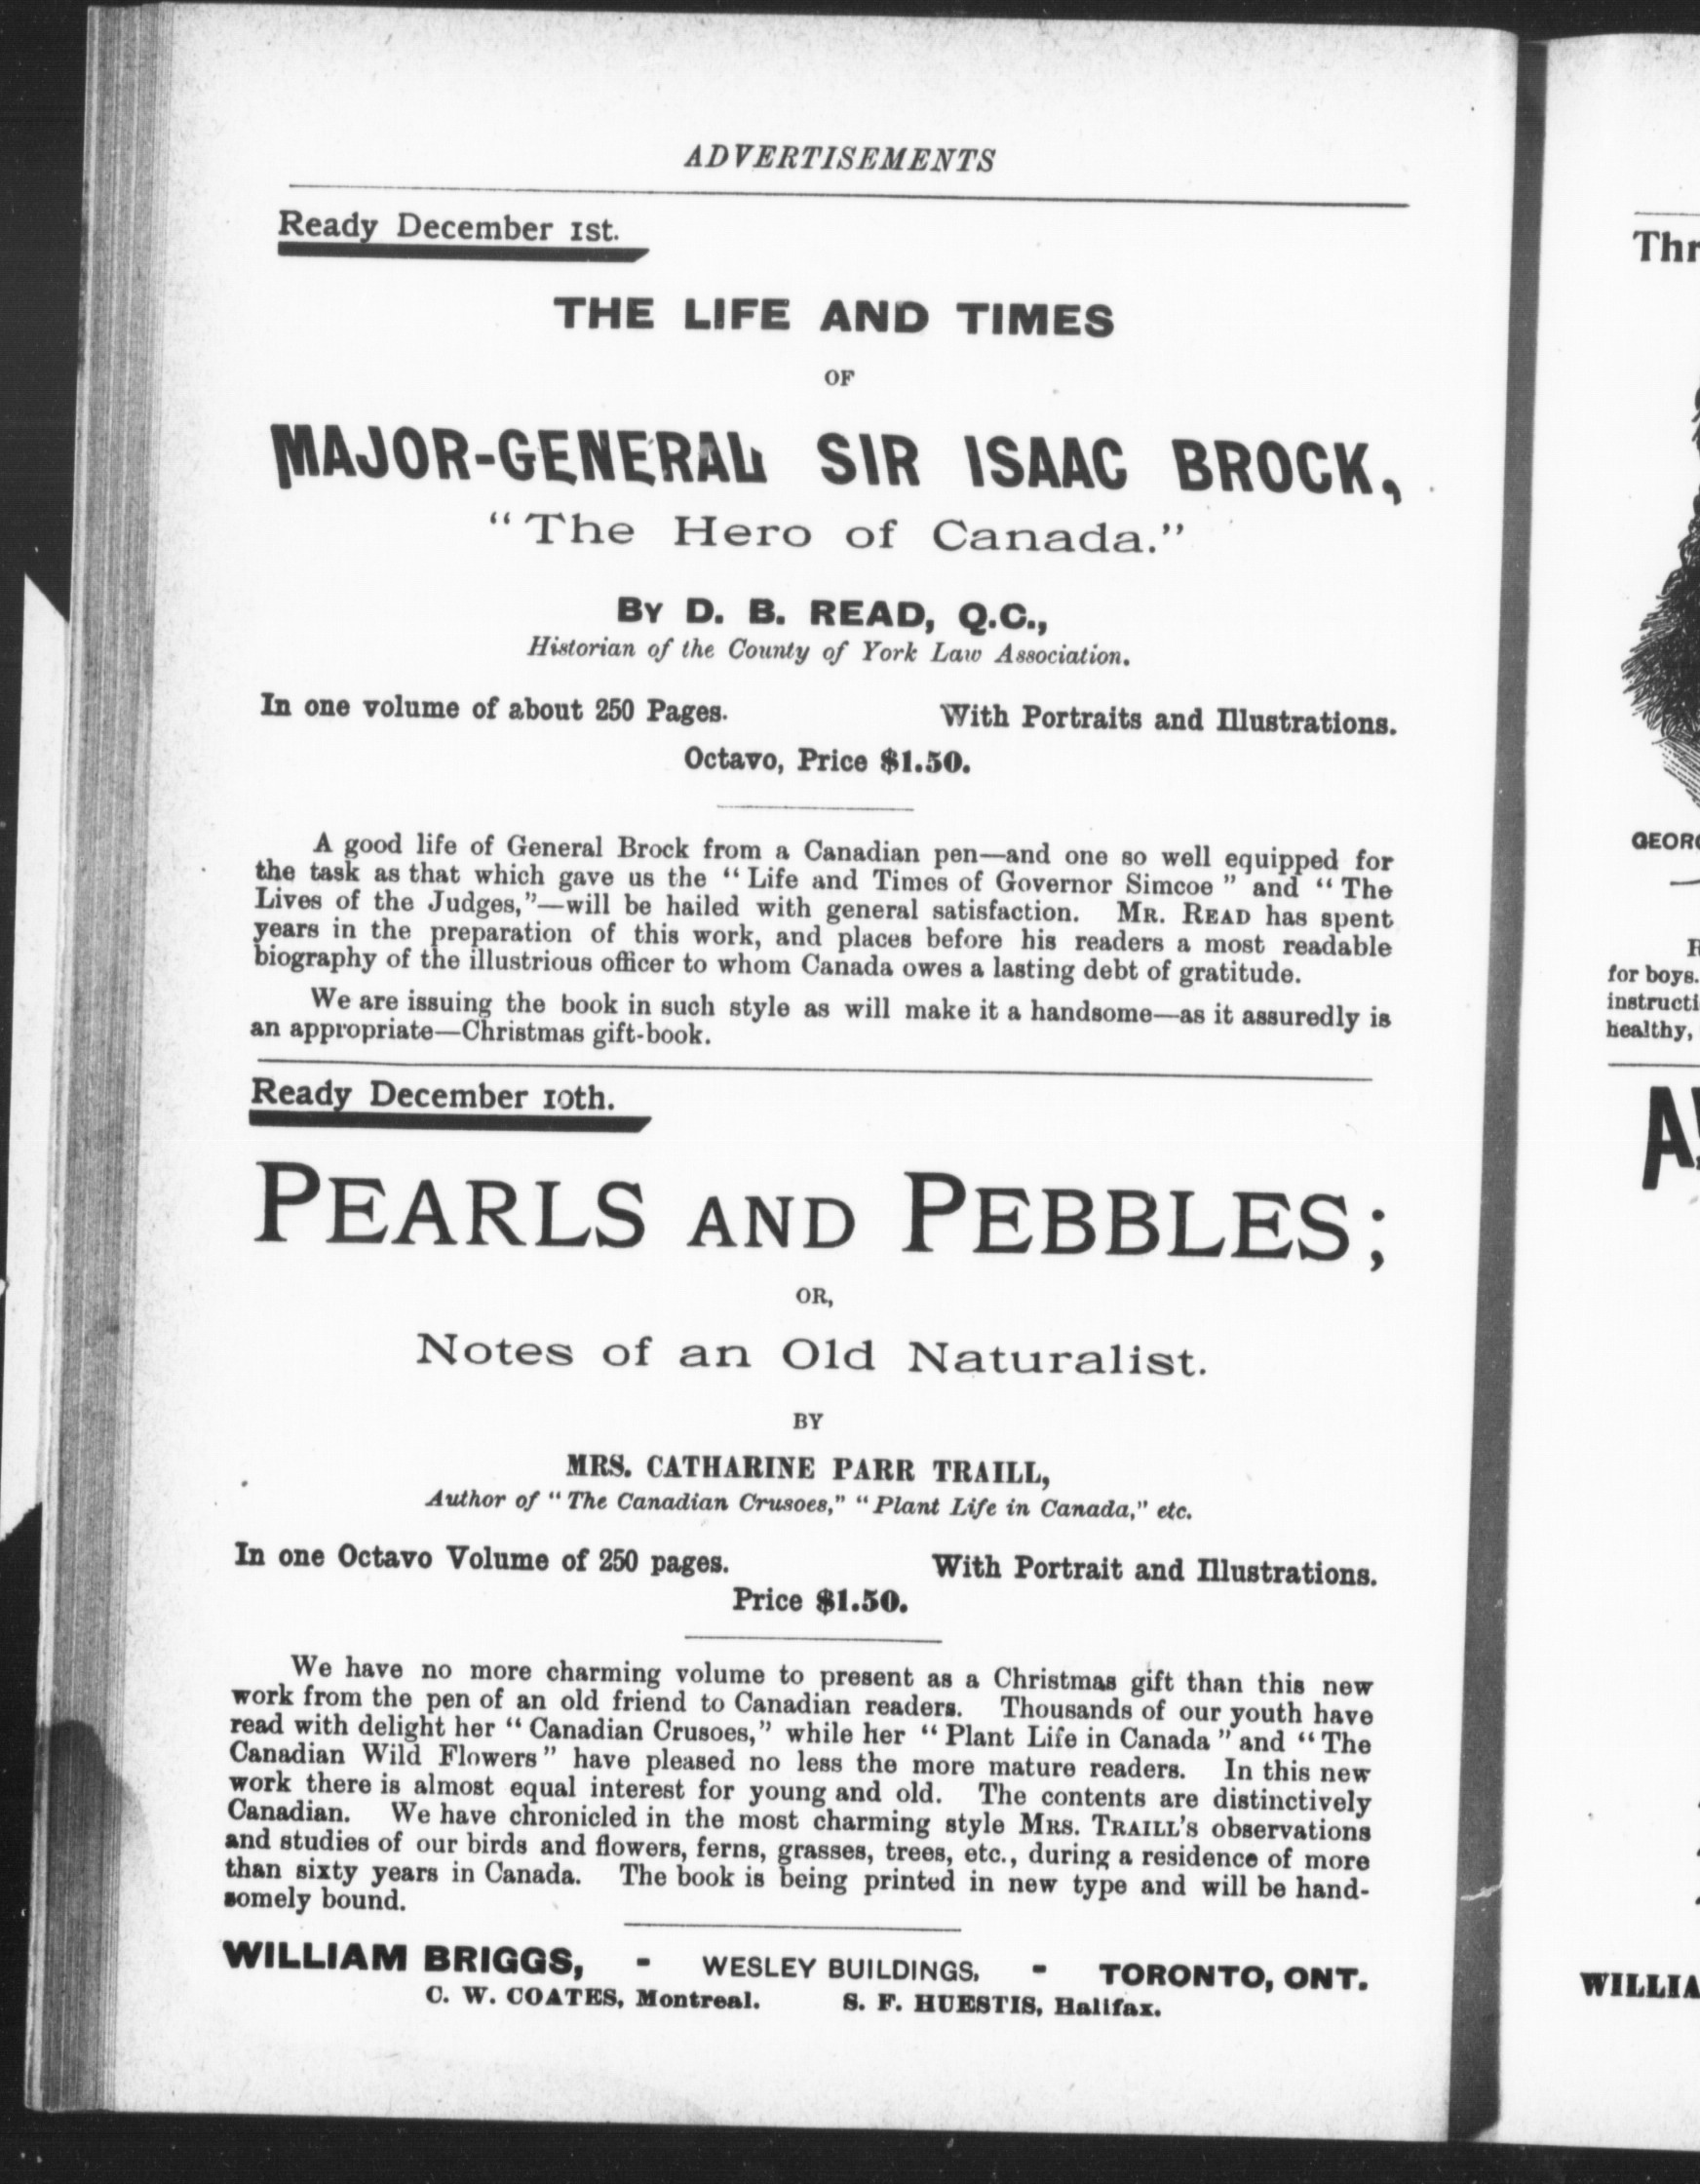 ADVERTISEMENTS
Ready December 1st.
THE LIFE AND TIMES
OF
MAJOR-GENERAL SIR ISAAC BROCK,
“The Hero of Canada.”
BY D. B. READ, Q.C.,
Historian of the County of York Law Association.
In one volume of about 250 Pages. With Portraits and Illustrations.
Octavo, Price $1.50.
A good life of General Brock from a Canadian pen—and one so well equipped for
the task as that which gave us the “Life and Times of Governor Simcoe” and “The
Lives of the Judges,”—will be hailed with general satisfaction. MR. READ has spent
years in the preparation of this work, and places before his readers a most readable
biography of the illustrious officer to whom Canada owes a lasting debt of gratitude.
We are issuing the book in such style as will make it a handsome—as it assuredly is
an appropriate—Christmas gift-book.
Ready December 10th.
PEARLS AND PEBBLES;
OR,
Notes of an Old Naturalist.
BY
MRS. CATHARINE PARR TRAILL,
Author of “The Canadian Crusoes,” “Plant Life in Canada,” etc.
In one Octavo Volume of 250 pages. With Portrait and Illustrations.
Price $1.50.
We have no more charming volume to present as a Christmas gift than this new
work from the pen of an old friend to Canadian readers. Thousands of our youth have
read with delight her “Canadian Crusoes,” while her “Plant Life in Canada” and “The
Canadian Wild Flowers” have pleased no less the more mature readers. In this new
work there is almost equal interest for young and old. The contents are distinctively
Canadian. We have chronicled in the most charming style MRS. TRAILL’S observations
and studies of our birds and flowers, ferns, grasses, trees, etc., during a residence of more
than sixty years in Canada. The book is being printed in new type and will be hand-
somely bound.
WILLIAM BRIGGS, - WESLEY BUILDINGS, - TORONTO, ONT.
C. W. COATES, Montreal. S. F. HUESTIS, Halifax.
for boys.
healthy,